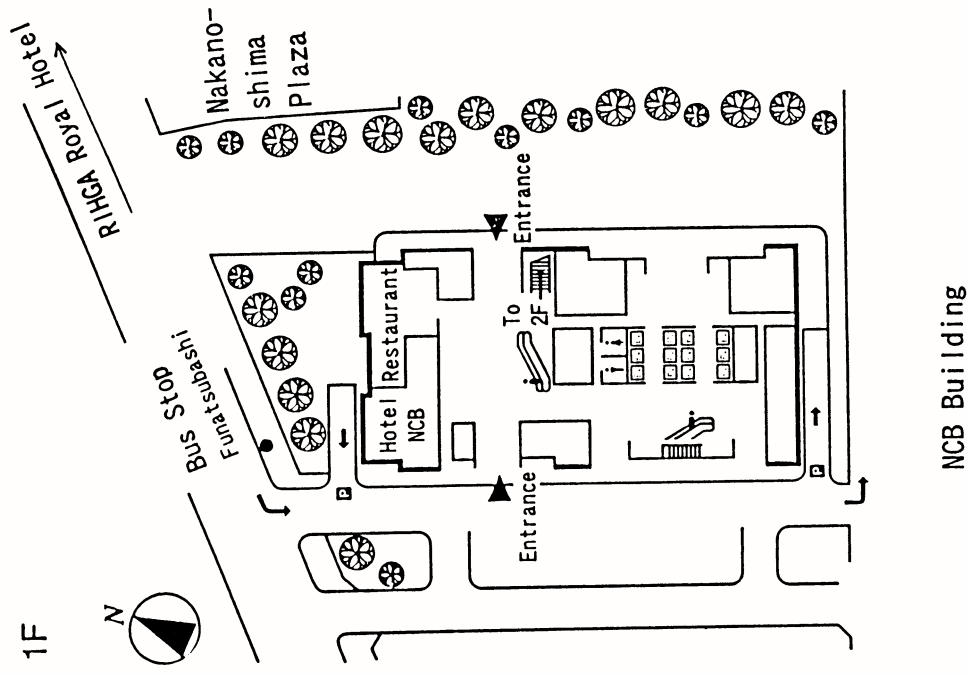 1F
N
RIHGA Royal Hotel
Nakano-
shima
Plaza
Bus Stop
Funatsubashi
Hotel
NCB
Restaurant
To
2F
Entrance
Entrance
P
P
NCB Building